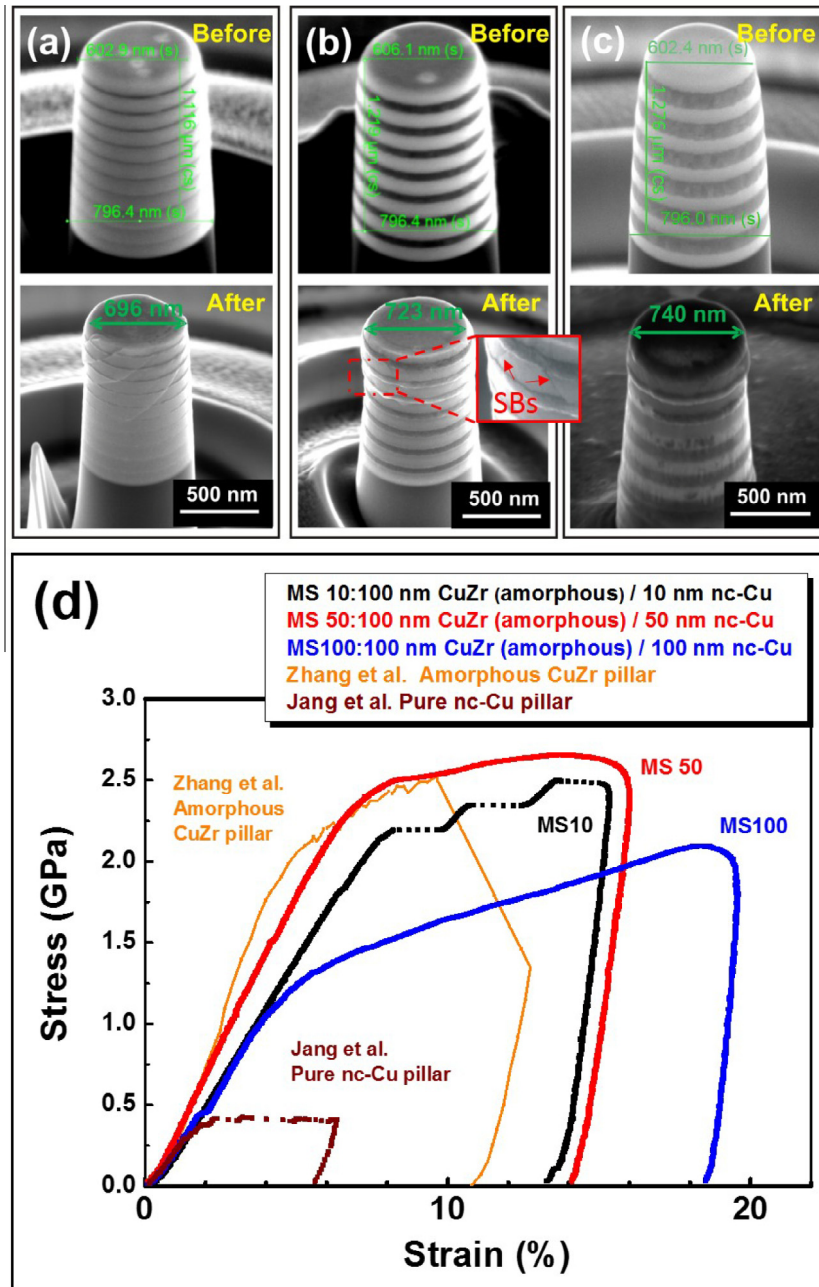 (a)
Before
602.9 nm (s)
1.116 µm (cs)
796.4 nm (s)
After
696 nm
500 nm
(b)
Before
606.1 nm (s)
1.219 µm (cs)
796.4 nm (s)
After
723 nm
SBs
500 nm
(c)
Before
602.4 nm (s)
1.276 µm (cs)
796.0 nm (s)
After
740 nm
500 nm
(d)
MS 10:100 nm CuZr (amorphous) / 10 nm nc-Cu
MS 50:100 nm CuZr (amorphous) / 50 nm nc-Cu
MS100:100 nm CuZr (amorphous) / 100 nm nc-Cu
Zhang et al. Amorphous CuZr pillar
Jang et al. Pure nc-Cu pillar
3.0
2.5
2.0
1.5
1.0
0.5
0.0
Stress (GPa)
Zhang et al.
Amorphous
CuZr pillar
MS 50
MS10
MS100
Jang et al.
Pure nc-Cu pillar
0
10
20
Strain (%)